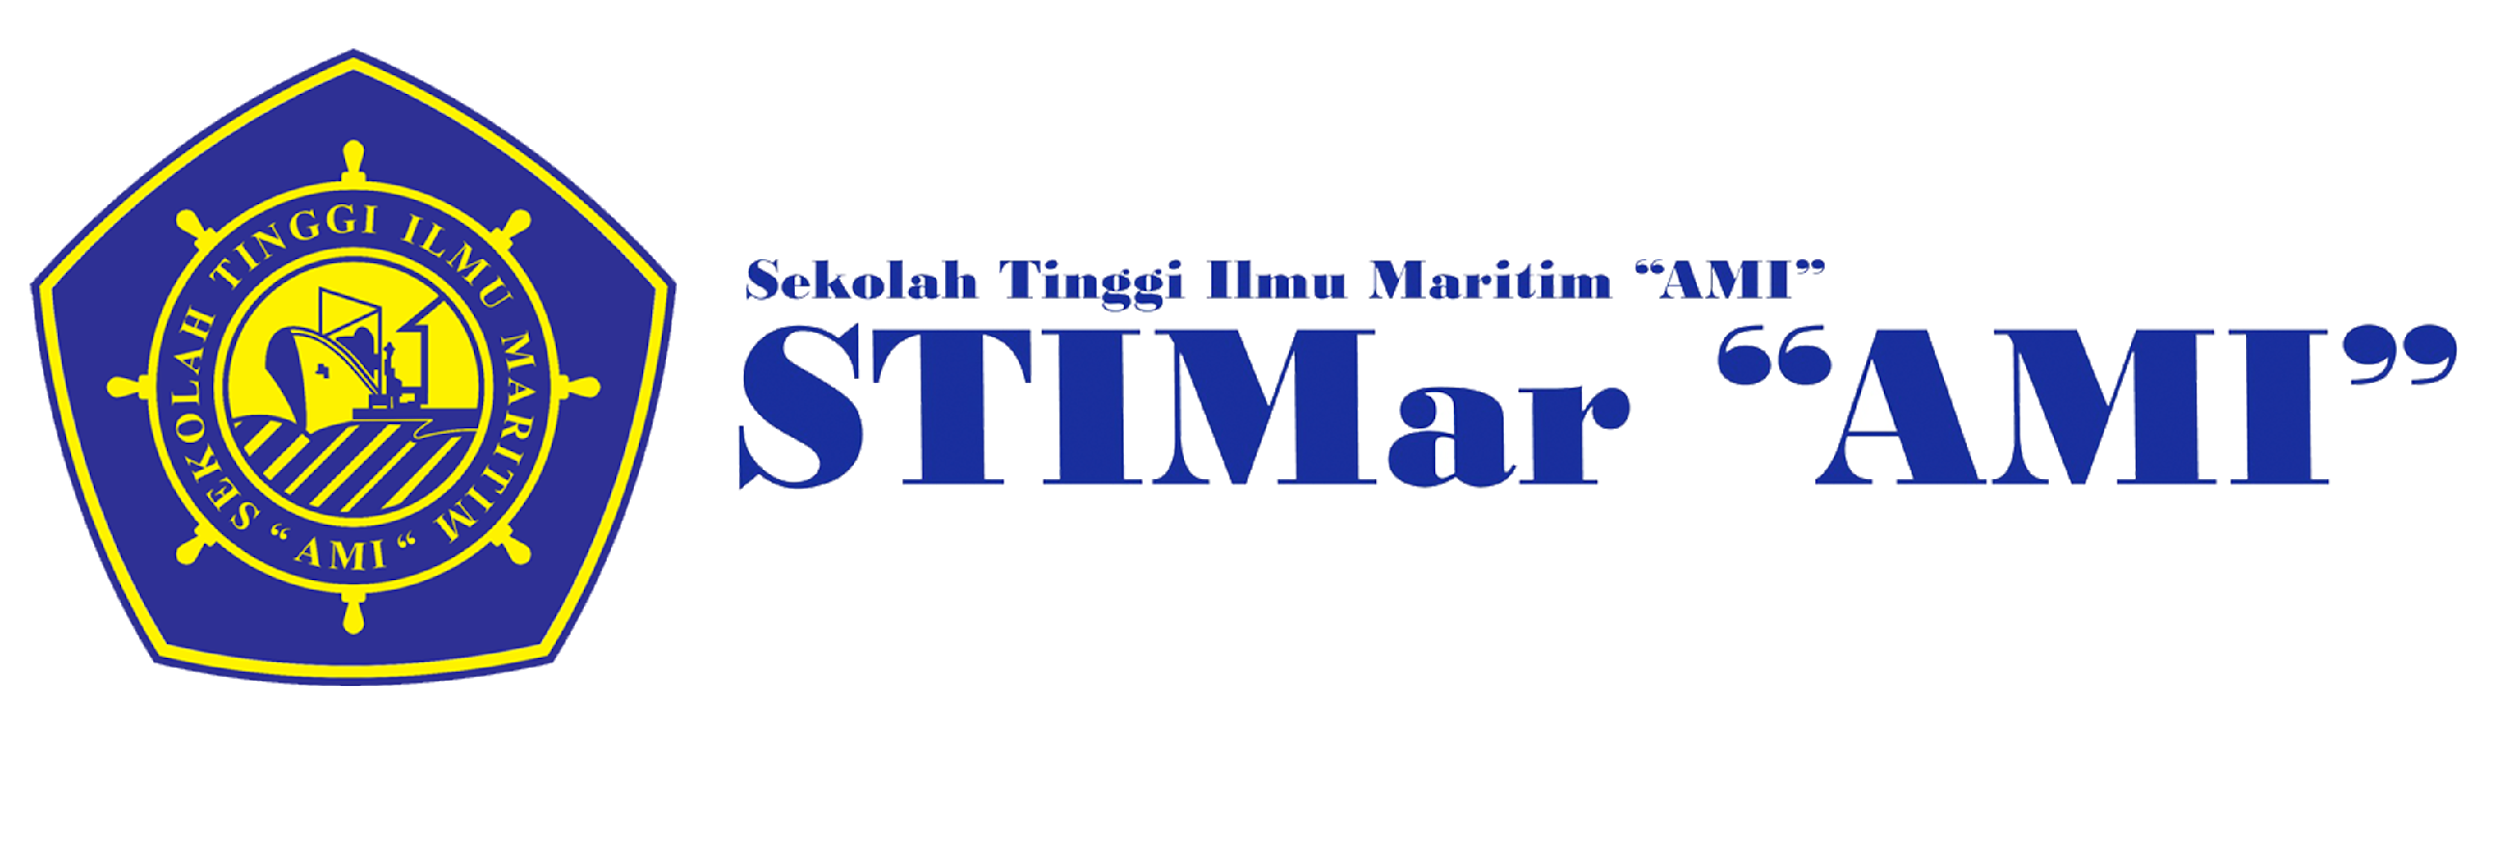 SEKOLAH TINGGI ILMU MARITIM
“ AMI “
Sekolah Tinggi Ilmu Maritim “AMI”
STIMar “AMI”